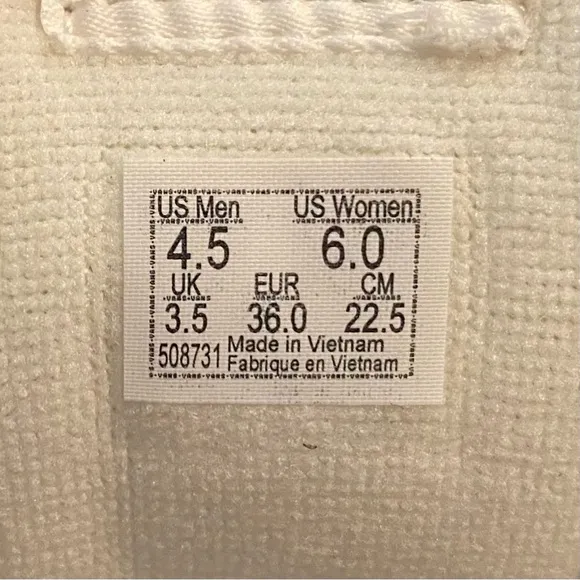 US Men US Women
4.5 6.0
UK EUR CM
3.5 36.0 22.5
508731 Made in Vietnam
Fabrique en Vietnam